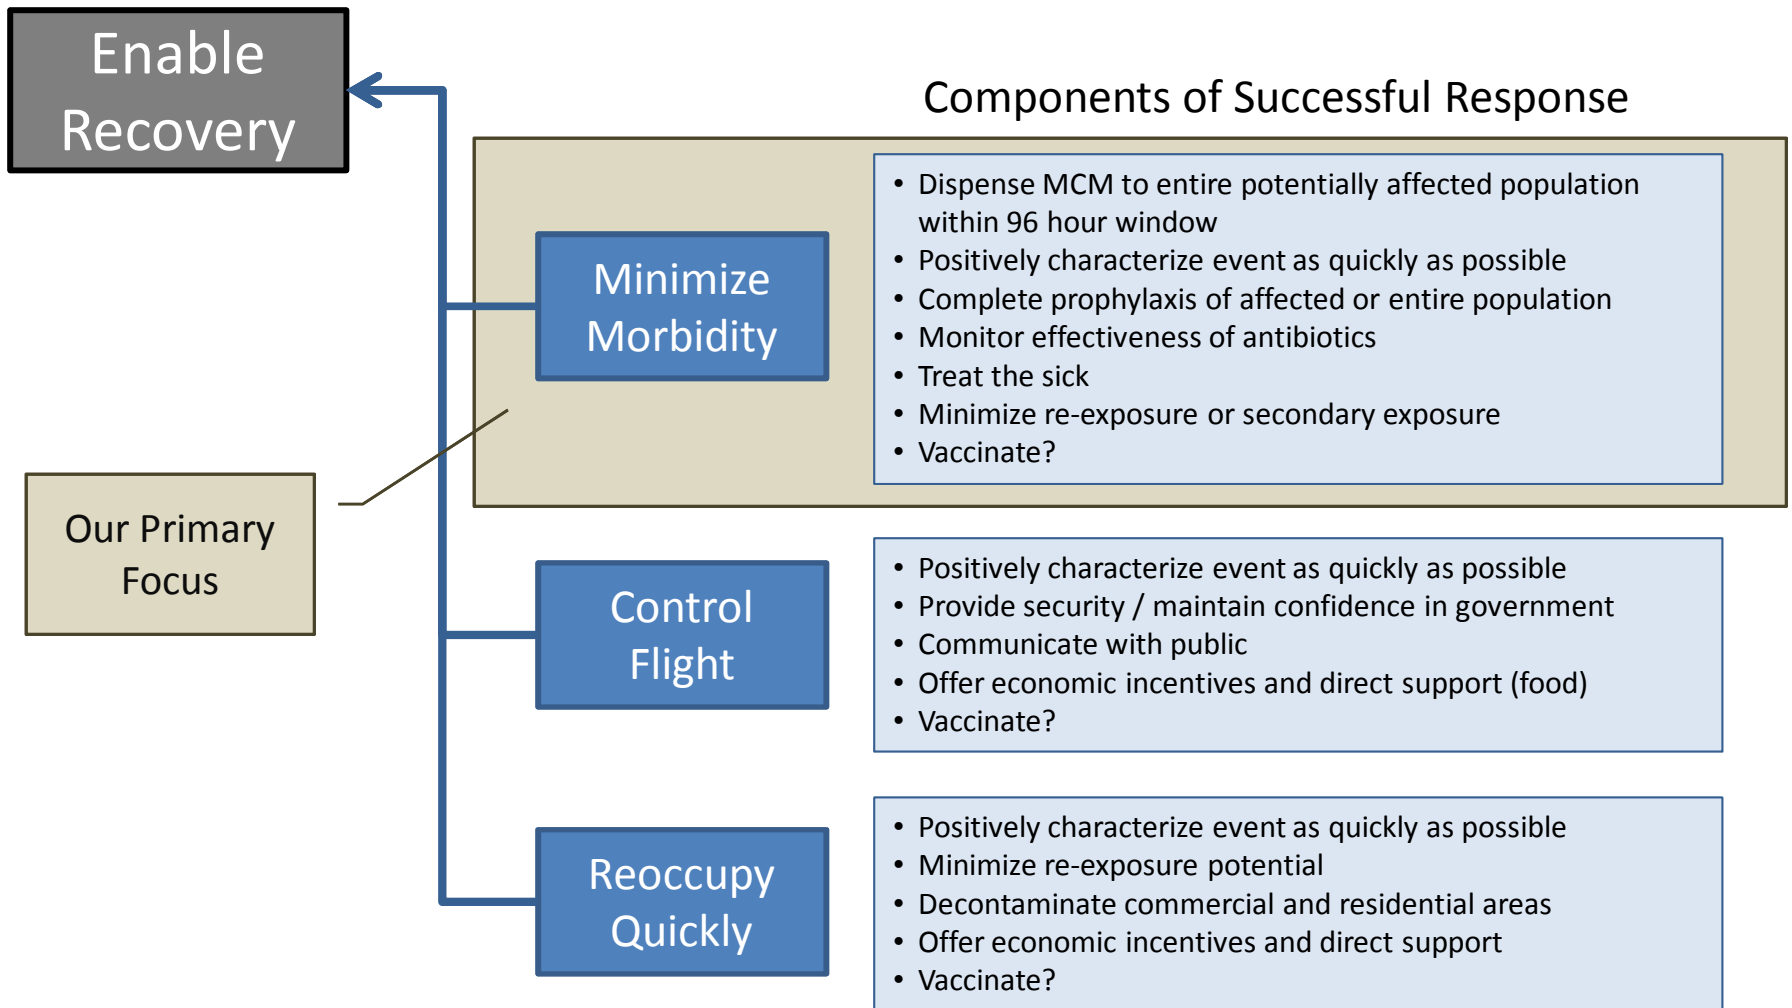 Enable
Recovery
Components of Successful Response
Minimize
Morbidity
• Dispense MCM to entire potentially affected population
within 96 hour window
• Positively characterize event as quickly as possible
• Complete prophylaxis of affected or entire population
• Monitor effectiveness of antibiotics
• Treat the sick
• Minimize re-exposure or secondary exposure
• Vaccinate?
Our Primary
Focus
Control
Flight
• Positively characterize event as quickly as possible
• Provide security / maintain confidence in government
• Communicate with public
• Offer economic incentives and direct support (food)
• Vaccinate?
Reoccupy
Quickly
• Positively characterize event as quickly as possible
• Minimize re-exposure potential
• Decontaminate commercial and residential areas
• Offer economic incentives and direct support
• Vaccinate?